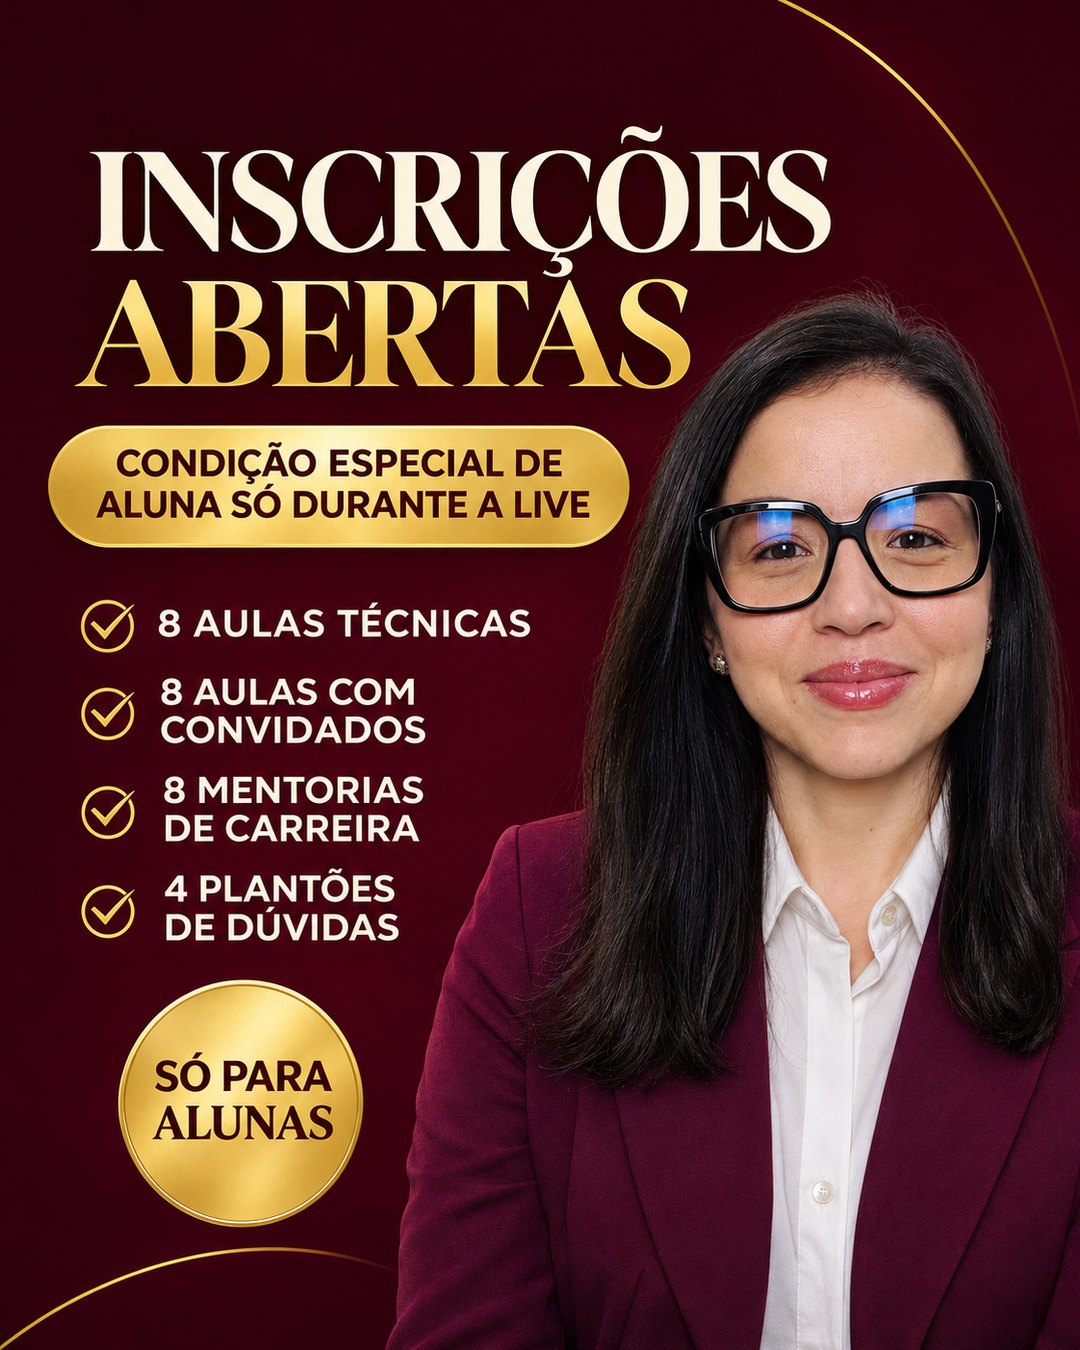 INSCRIÇÕES
ABERTAS
CONDIÇÃO ESPECIAL DE
ALUNA SÓ DURANTE A LIVE
8 AULAS TÉCNICAS
8 AULAS COM
CONVIDADOS
8 MENTORIAS
DE CARREIRA
4 PLANTÕES
DE DÚVIDAS
SÓ PARA
ALUNAS